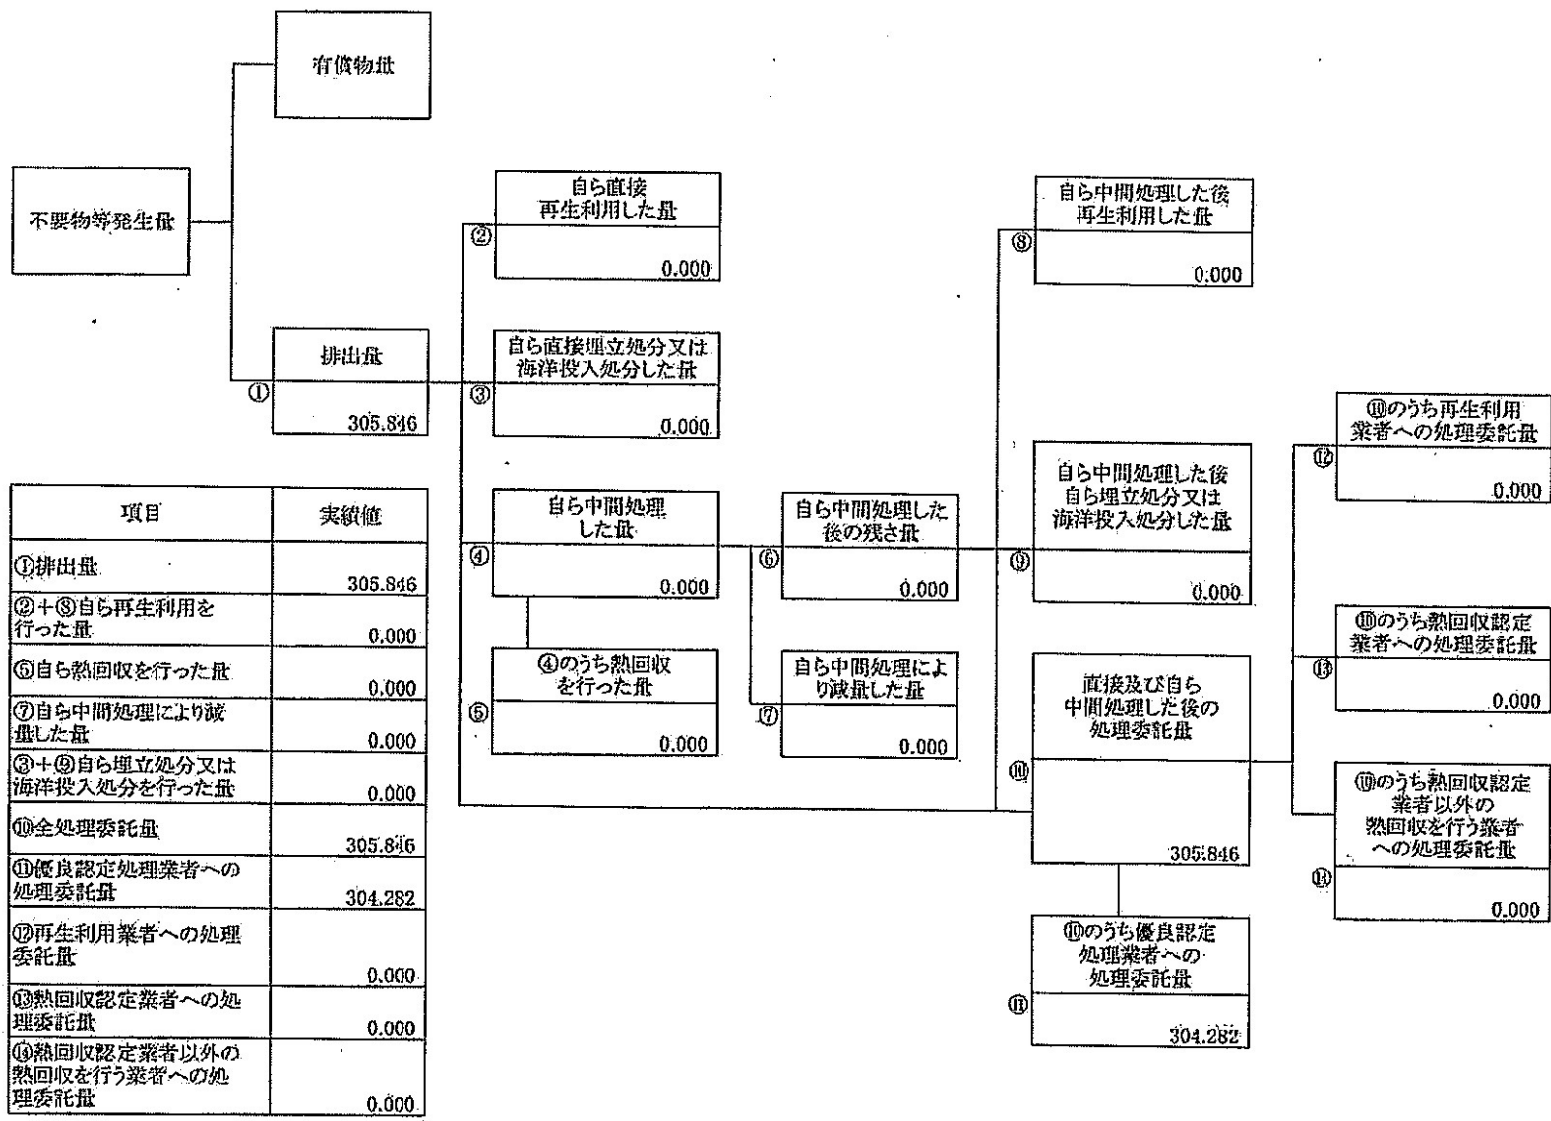 有償物量
不要物等発生量
①
排出量
305.846
②
自ら直接
再生利用した量
0.000
③
自ら直接埋立処分又は
海洋投入処分した量
0.000
④
自ら中間処理
した量
0.000
⑤
④のうち熱回収
を行った量
0.000
⑥
自ら中間処理した
後の残さ量
0.000
⑦
自ら中間処理によ
り減量した量
0.000
⑧
自ら中間処理した後
再生利用した量
0.000
⑨
自ら中間処理した後
自ら埋立処分又は
海洋投入処分した量
0.000
⑩
直接及び自ら
中間処理した後の
処理委託量
305.846
⑪
⑩のうち優良認定
処理業者への
処理委託量
304.282
⑫
⑩のうち再生利用
業者への処理委託量
0.000
⑬
⑩のうち熱回収認定
業者への処理委託量
0.000
⑭
⑩のうち熱回収認定
業者以外の
熱回収を行う業者
への処理委託量
0.000
項目 実績値
①排出量 305.846
②+⑧自ら再生利用を
行った量 0.000
⑤自ら熱回収を行った量 0.000
⑦自ら中間処理により減
量した量 0.000
③+⑨自ら埋立処分又は
海洋投入処分を行った量 0.000
⑩全処理委託量 305.846
⑪優良認定処理業者への
処理委託量 304.282
⑫再生利用業者への処理
委託量 0.000
⑬熱回収認定業者への処
理委託量 0.000
⑭熱回収認定業者以外の
熱回収を行う業者への処
理委託量 0.000